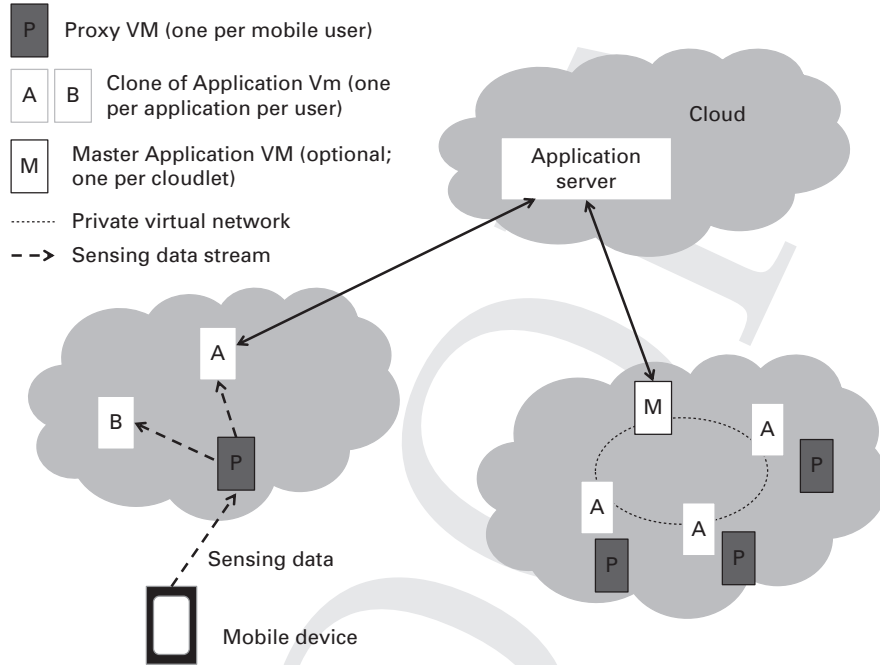 P
Proxy VM (one per mobile user)
A
B
Clone of Application Vm (one
per application per user)
M
Master Application VM (optional;
one per cloudlet)
Private virtual network
Sensing data stream
Cloud
Application
server
A
B
P
Sensing data
Mobile device
M
A
P
A
A
P
P